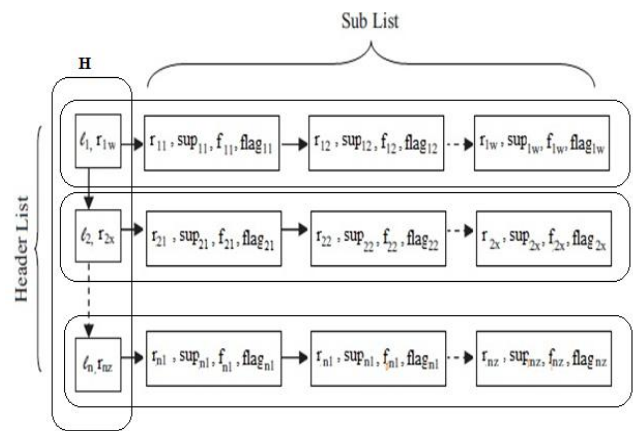 Sub List
H
Header List
ℓ₁, r₁w r₁₁ , sup₁₁, f₁₁, flag₁₁ r₁₂ , sup₁₂, f₁₂, flag₁₂ r₁w , sup₁w, f₁w, flag₁w
ℓ₂, r₂ₓ r₂₁ , sup₂₁, f₂₁, flag₂₁ r₂₂ , sup₂₂, f₂₂, flag₂₂ r₂ₓ , sup₂ₓ, f₂ₓ, flag₂ₓ
ℓn, rnz rn1 , supn1, fn1, flagn1 rn1 , supn1, fn1, flagn1 rnz , supnz, fnz, flagnz